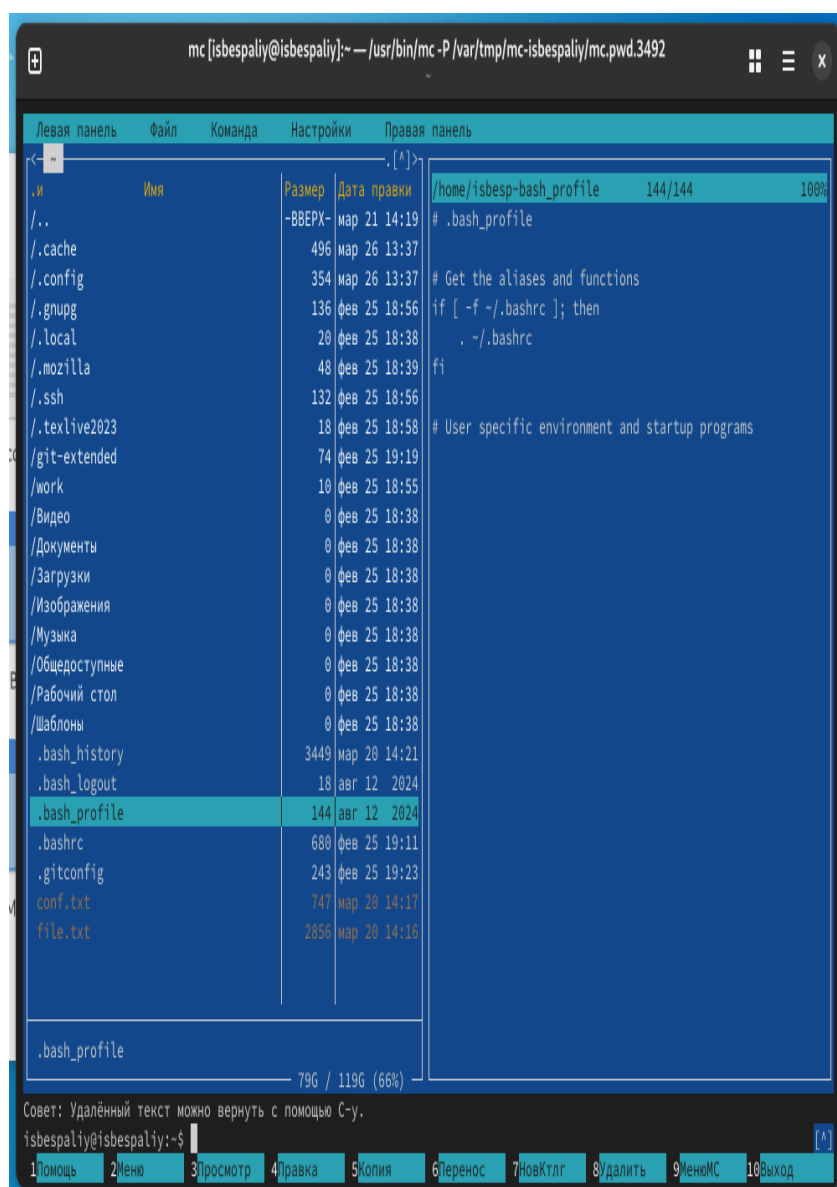 mc [isbespaliy@isbespaliy]:~ — /usr/bin/mc -P /var/tmp/mc-isbespaliy/mc.pwd.3492
~
Левая панель Файл Команда Настройки Правая панель
<─ ~ .[^]>
.и Имя Размер Дата правки
/.. -ВВЕРХ- мар 21 14:19
/.cache 496 мар 26 13:37
/.config 354 мар 26 13:37
/.gnupg 136 фев 25 18:56
/.local 20 фев 25 18:38
/.mozilla 48 фев 25 18:39
/.ssh 132 фев 25 18:56
/.texlive2023 18 фев 25 18:58
/git-extended 74 фев 25 19:19
/work 10 фев 25 18:55
/Видео 0 фев 25 18:38
/Документы 0 фев 25 18:38
/Загрузки 0 фев 25 18:38
/Изображения 0 фев 25 18:38
/Музыка 0 фев 25 18:38
/Общедоступные 0 фев 25 18:38
/Рабочий стол 0 фев 25 18:38
/Шаблоны 0 фев 25 18:38
.bash_history 3449 мар 20 14:21
.bash_logout 18 авг 12 2024
.bash_profile 144 авг 12 2024
.bashrc 680 фев 25 19:11
.gitconfig 243 фев 25 19:23
conf.txt 747 мар 20 14:17
file.txt 2856 мар 20 14:16
.bash_profile
79G / 119G (66%)
/home/isbesp~bash_profile 144/144 100%
# .bash_profile
# Get the aliases and functions
if [ -f ~/.bashrc ]; then
. ~/.bashrc
fi
# User specific environment and startup programs
Совет: Удалённый текст можно вернуть с помощью C-y.
isbespaliy@isbespaliy:~$ [^]
1Помощь 2Меню 3Просмотр 4Правка 5Копия 6Перенос 7НовКтлг 8Удалить 9МенюMC 10Выход